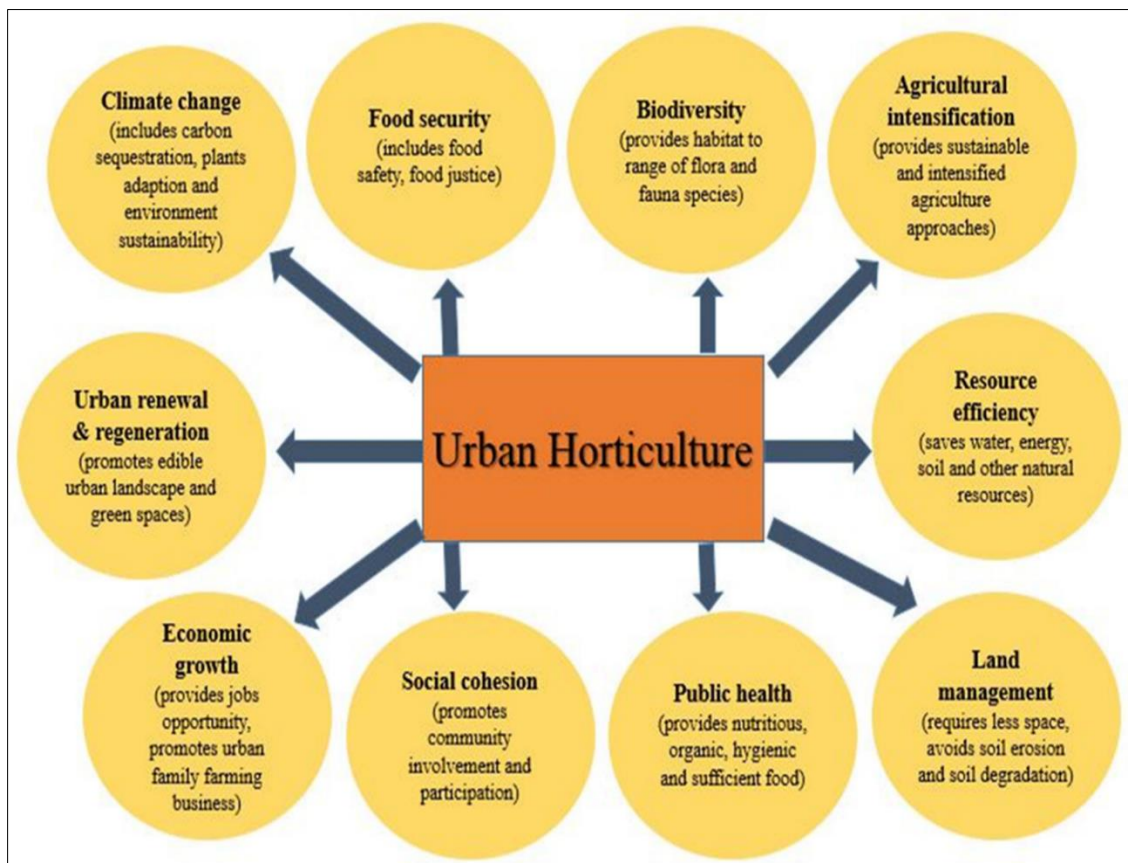 Climate change
(includes carbon
sequestration, plants
adaption and
environment
sustainability)
Food security
(includes food
safety, food justice)
Biodiversity
(provides habitat to
range of flora and
fauna species)
Agricultural
intensification
(provides sustainable
and intensified
agriculture
approaches)
Urban renewal
& regeneration
(promotes edible
urban landscape and
green spaces)
Urban Horticulture
Resource
efficiency
(saves water, energy,
soil and other natural
resources)
Economic
growth
(provides jobs
opportunity,
promotes urban
family farming
business)
Social cohesion
(promotes
community
involvement and
participation)
Public health
(provides nutritious,
organic, hygienic
and sufficient food)
Land
management
(requires less space,
avoids soil erosion
and soil degradation)